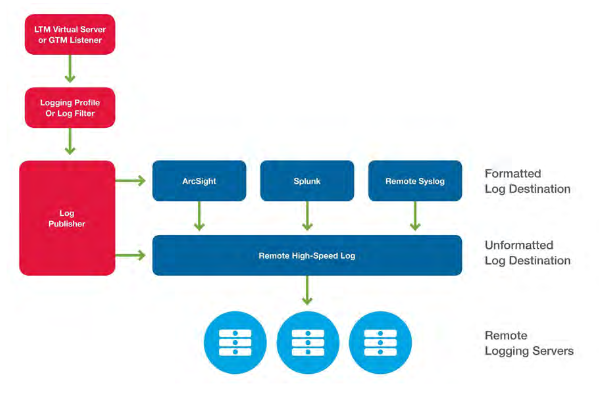 LTM Virtual Server
or GTM Listener
Logging Profile
Or Log Filter
Log
Publisher
ArcSight
Splunk
Remote Syslog
Formatted
Log Destination
Remote High-Speed Log
Unformatted
Log Destination
Remote
Logging Servers